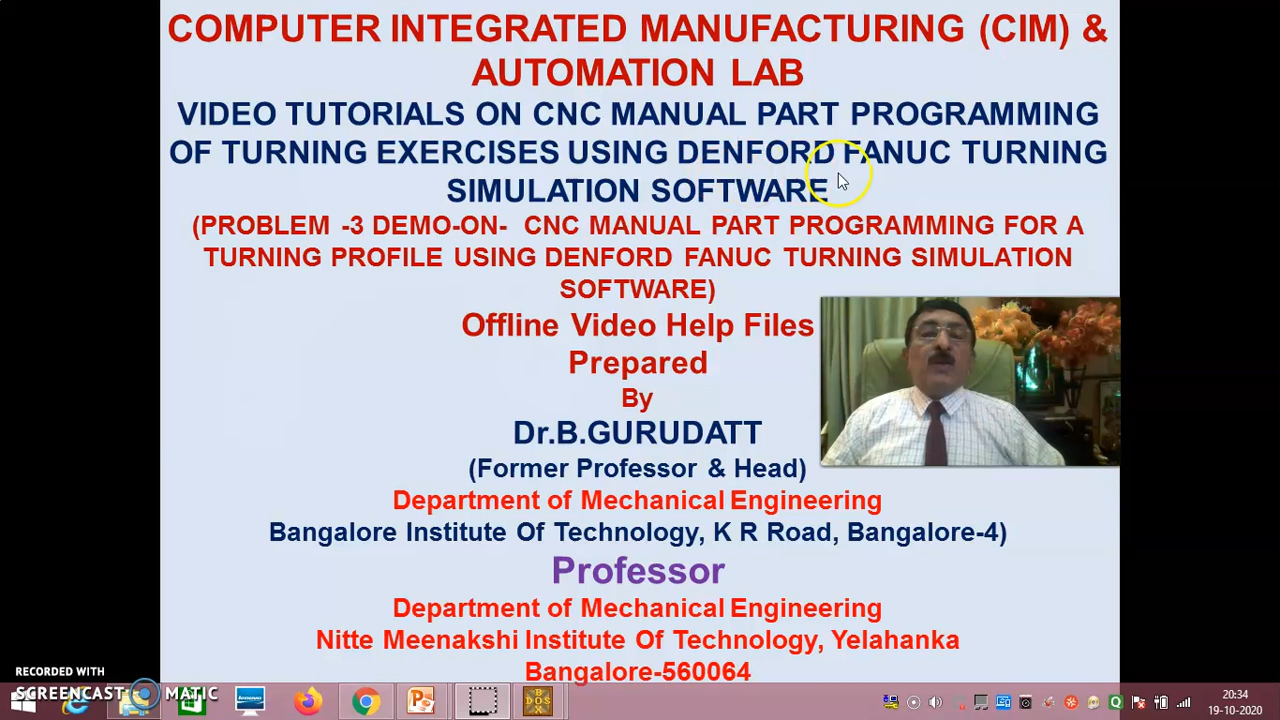 COMPUTER INTEGRATED MANUFACTURING (CIM) &
AUTOMATION LAB
VIDEO TUTORIALS ON CNC MANUAL PART PROGRAMMING
OF TURNING EXERCISES USING DENFORD FANUC TURNING
SIMULATION SOFTWARE
(PROBLEM -3 DEMO-ON- CNC MANUAL PART PROGRAMMING FOR A
TURNING PROFILE USING DENFORD FANUC TURNING SIMULATION
SOFTWARE)
Offline Video Help Files
Prepared
By
Dr.B.GURUDATT
(Former Professor & Head)
Department of Mechanical Engineering
Bangalore Institute Of Technology, K R Road, Bangalore-4)
Professor
Department of Mechanical Engineering
Nitte Meenakshi Institute Of Technology, Yelahanka
Bangalore-560064
RECORDED WITH
SCREENCAST MATIC
20:34
19-10-2020